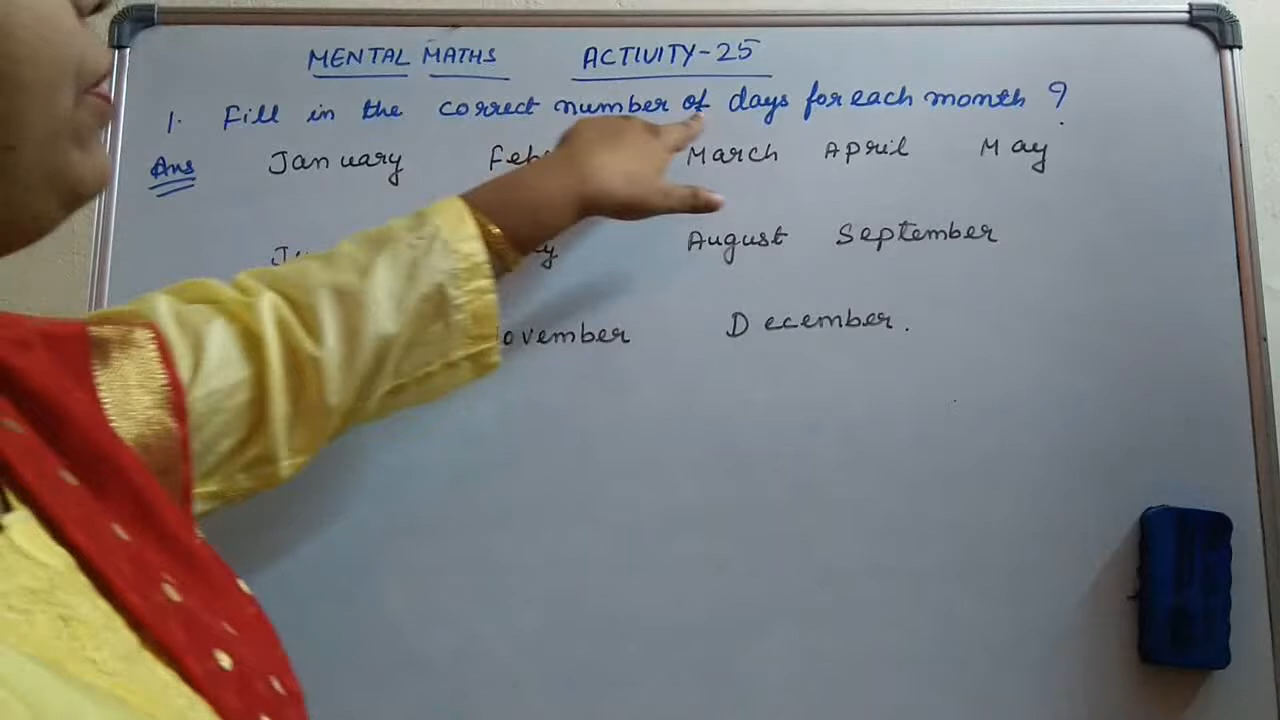 MENTAL MATHS ACTIVITY-25
1. Fill in the correct number of days for each month ?
Ans January March April May
August September
December.